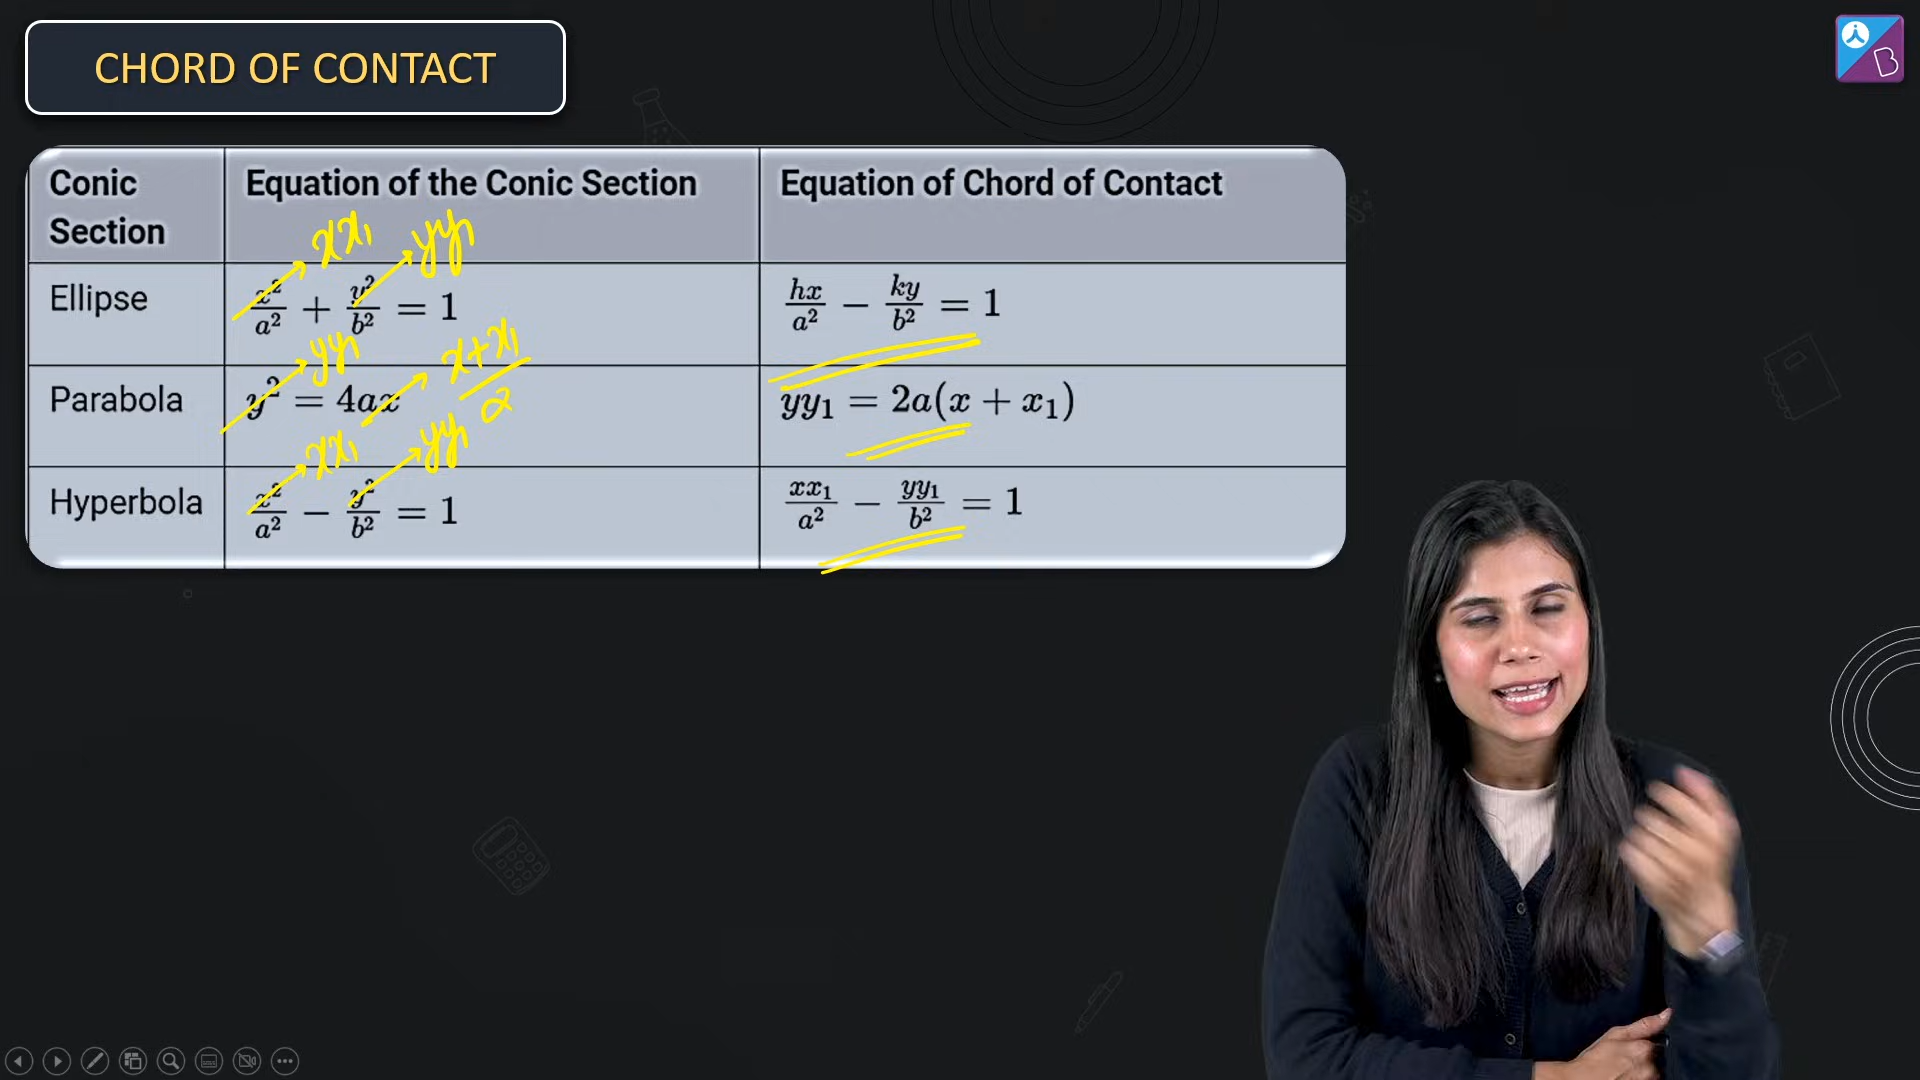 CHORD OF CONTACT
Conic Section
Equation of the Conic Section
Equation of Chord of Contact
xx₁
yy₁
Ellipse
x²/a² + y²/b² = 1
hx/a² − ky/b² = 1
yy₁
x+x₁/2
Parabola
y² = 4ax
yy₁ = 2a(x + x₁)
xx₁
yy₁
Hyperbola
x²/a² − y²/b² = 1
xx₁/a² − yy₁/b² = 1
B